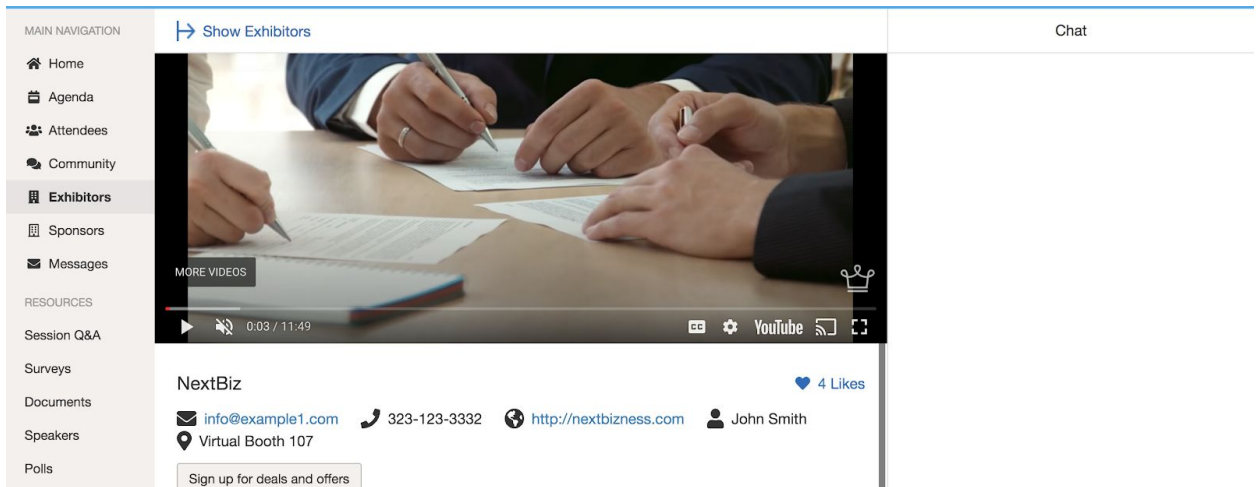 MAIN NAVIGATION
Home
Agenda
Attendees
Community
Exhibitors
Sponsors
Messages
RESOURCES
Session Q&A
Surveys
Documents
Speakers
Polls
Show Exhibitors
MORE VIDEOS
0:03 / 11:49
CC
YouTube
NextBiz
4 Likes
info@example1.com 323-123-3332 http://nextbizness.com John Smith
Virtual Booth 107
Sign up for deals and offers
Chat